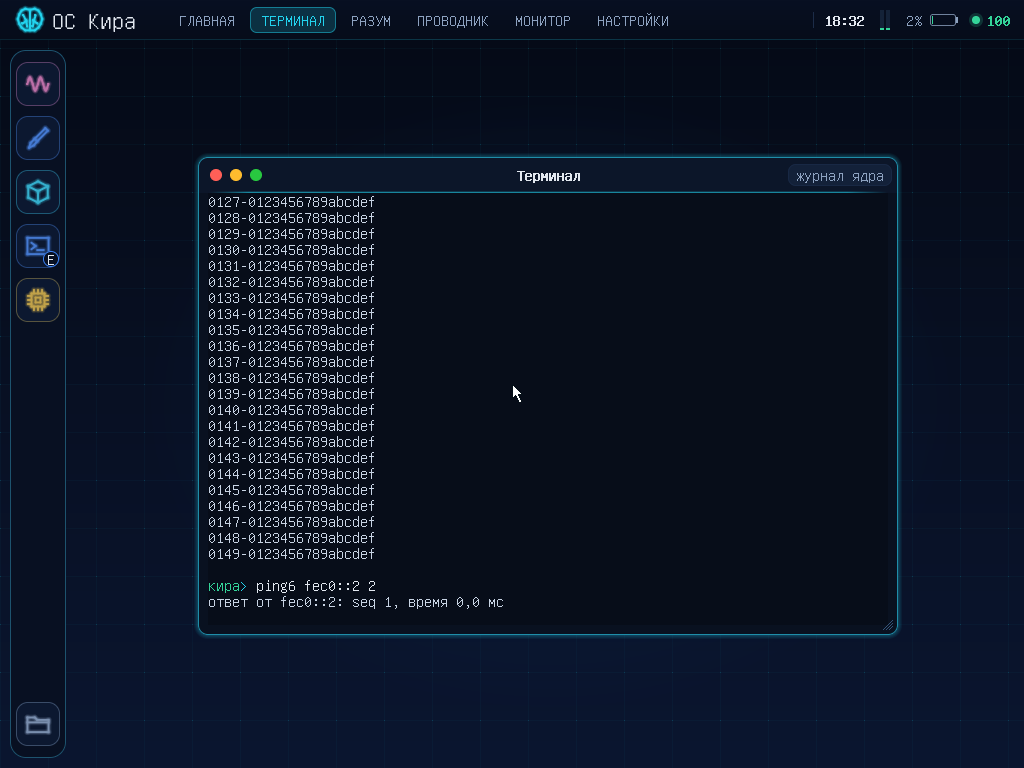 ОС Кира
ГЛАВНАЯ ТЕРМИНАЛ РАЗУМ ПРОВОДНИК МОНИТОР НАСТРОЙКИ
18:32 2% 100
Терминал
журнал ядра
0127-0123456789abcdef
0128-0123456789abcdef
0129-0123456789abcdef
0130-0123456789abcdef
0131-0123456789abcdef
0132-0123456789abcdef
0133-0123456789abcdef
0134-0123456789abcdef
0135-0123456789abcdef
0136-0123456789abcdef
0137-0123456789abcdef
0138-0123456789abcdef
0139-0123456789abcdef
0140-0123456789abcdef
0141-0123456789abcdef
0142-0123456789abcdef
0143-0123456789abcdef
0144-0123456789abcdef
0145-0123456789abcdef
0146-0123456789abcdef
0147-0123456789abcdef
0148-0123456789abcdef
0149-0123456789abcdef
кира> ping6 fec0::2 2
ответ от fec0::2: seq 1, время 0,0 мс
E